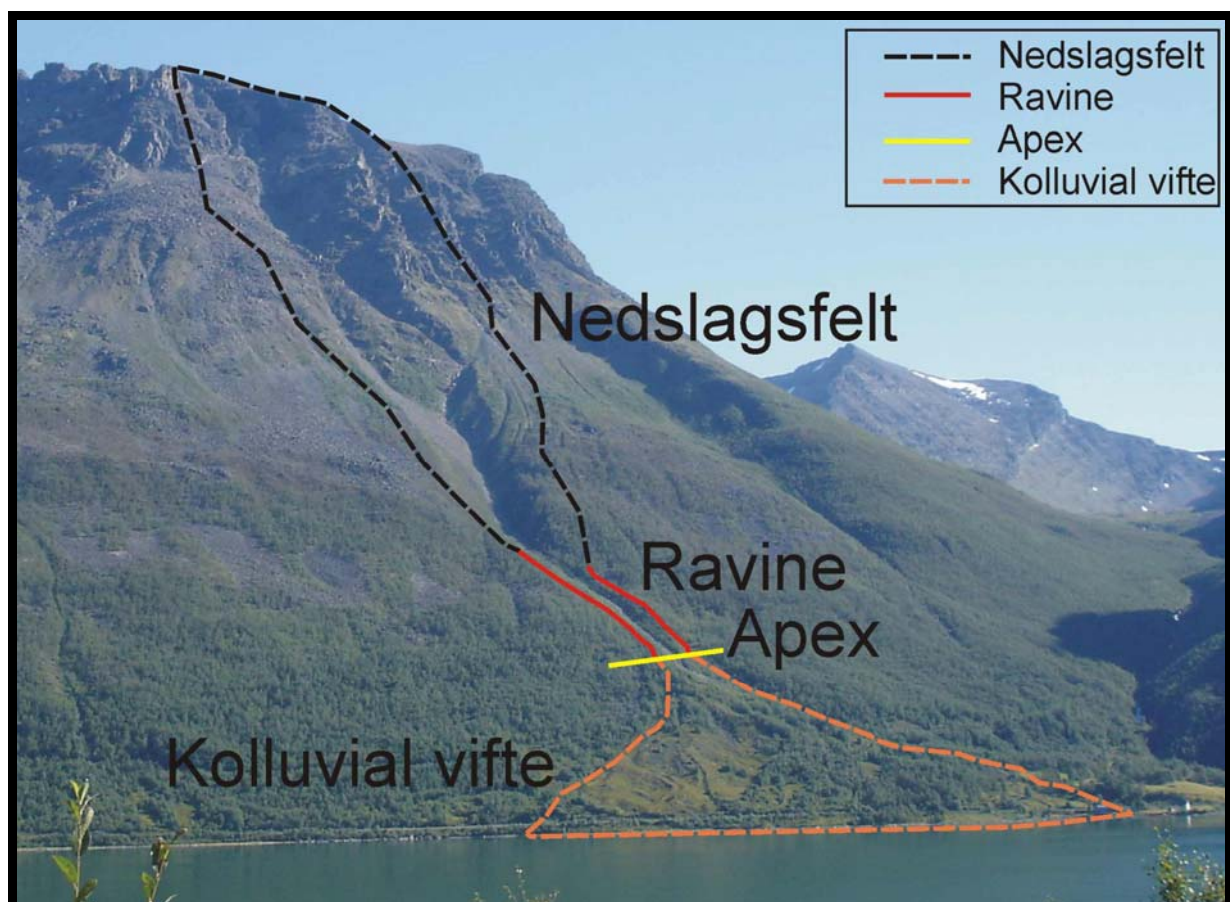 Nedslagsfelt
Ravine
Apex
Kolluvial vifte
Nedslagsfelt
Ravine
Apex
Kolluvial vifte